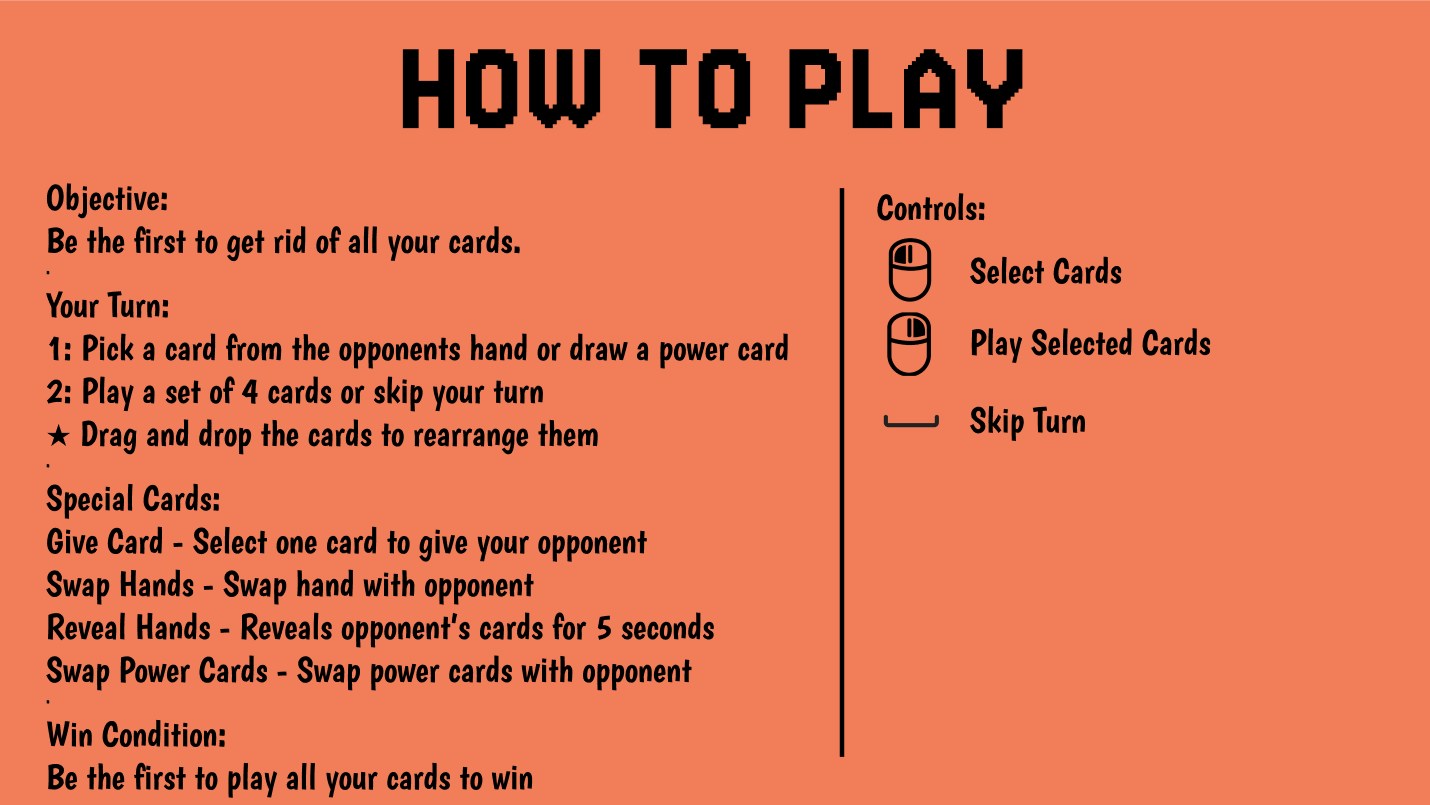 HOW TO PLAY
Objective:
Be the first to get rid of all your cards.
.
Your Turn:
1: Pick a card from the opponents hand or draw a power card
2: Play a set of 4 cards or skip your turn
★ Drag and drop the cards to rearrange them
.
Special Cards:
Give Card - Select one card to give your opponent
Swap Hands - Swap hand with opponent
Reveal Hands - Reveals opponent's cards for 5 seconds
Swap Power Cards - Swap power cards with opponent
.
Win Condition:
Be the first to play all your cards to win
Controls:
Select Cards
Play Selected Cards
Skip Turn